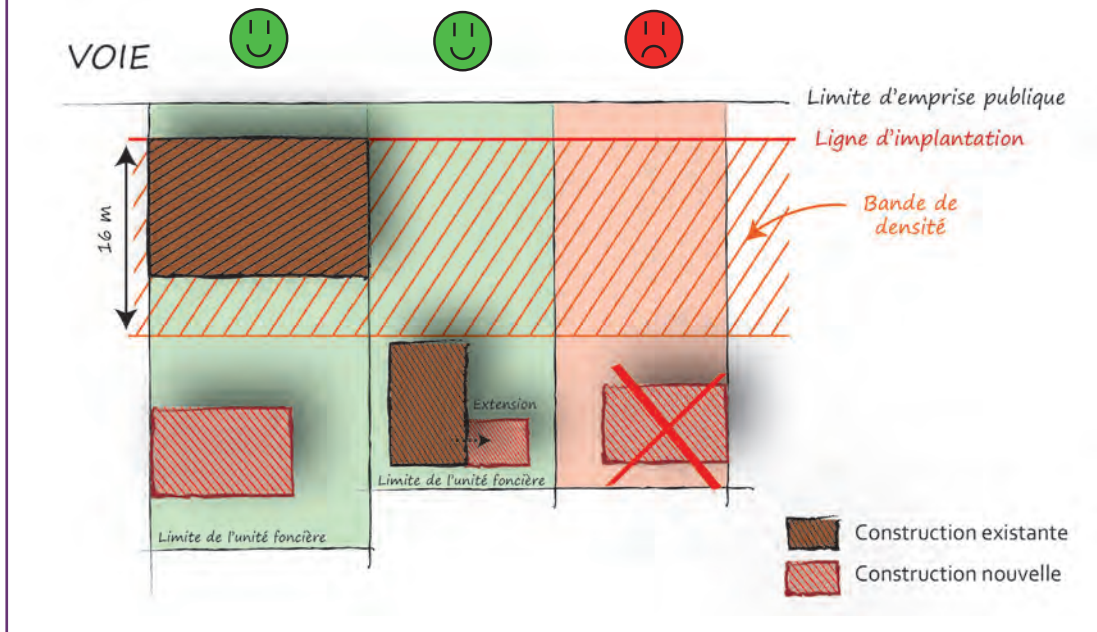 VOIE
Limite d'emprise publique
Ligne d'implantation
16 m
Bande de
densité
Extension
Limite de l'unité foncière
Limite de l'unité foncière
Construction existante
Construction nouvelle